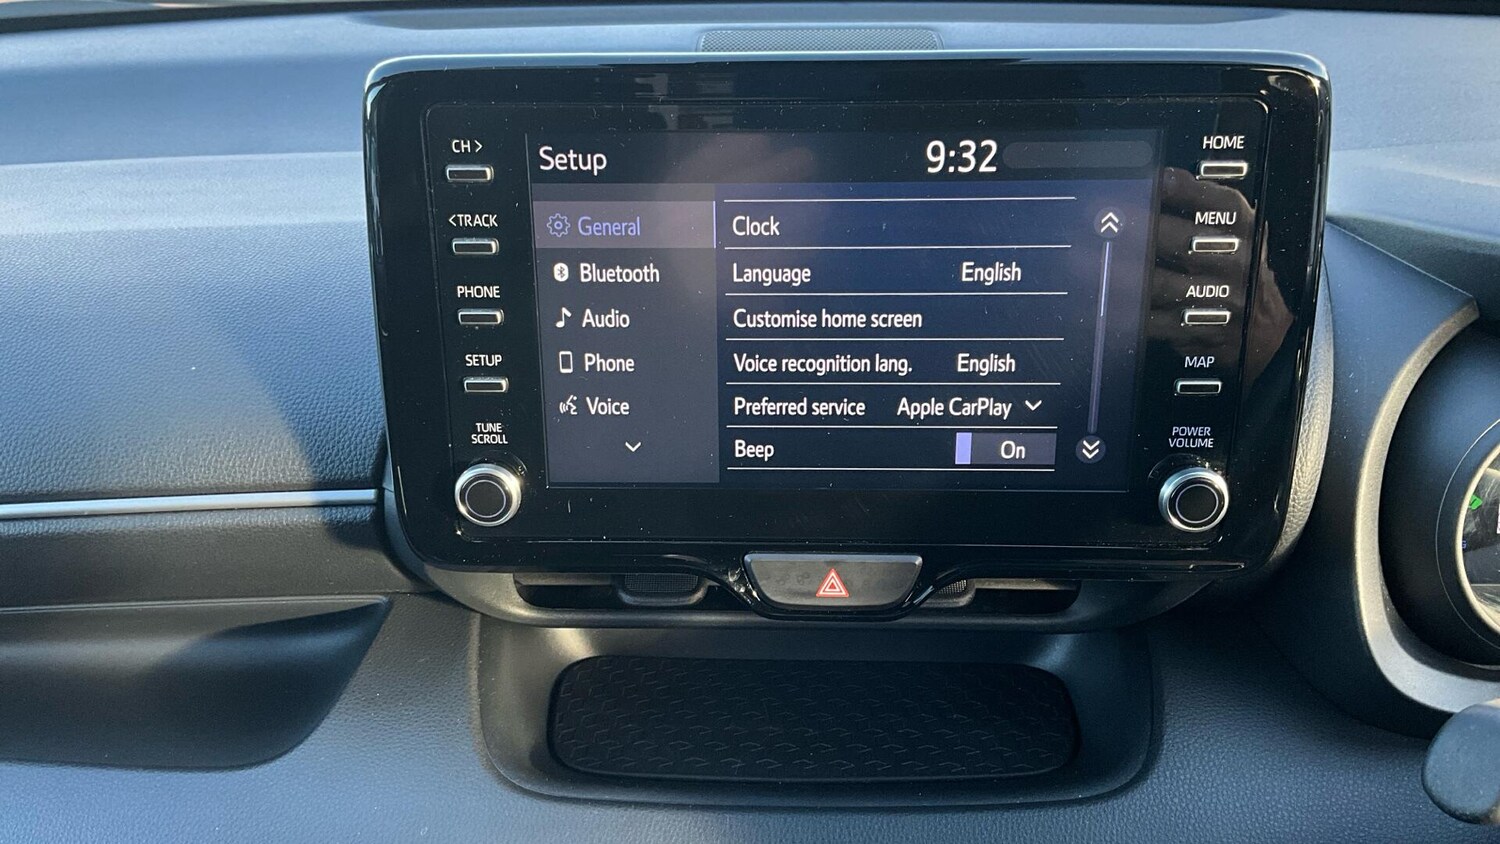 CH >
<TRACK
PHONE
SETUP
TUNE
SCROLL
Setup
9:32
General
Bluetooth
Audio
Phone
Voice
Clock
Language English
Customise home screen
Voice recognition lang. English
Preferred service Apple CarPlay
Beep On
HOME
MENU
AUDIO
MAP
POWER
VOLUME